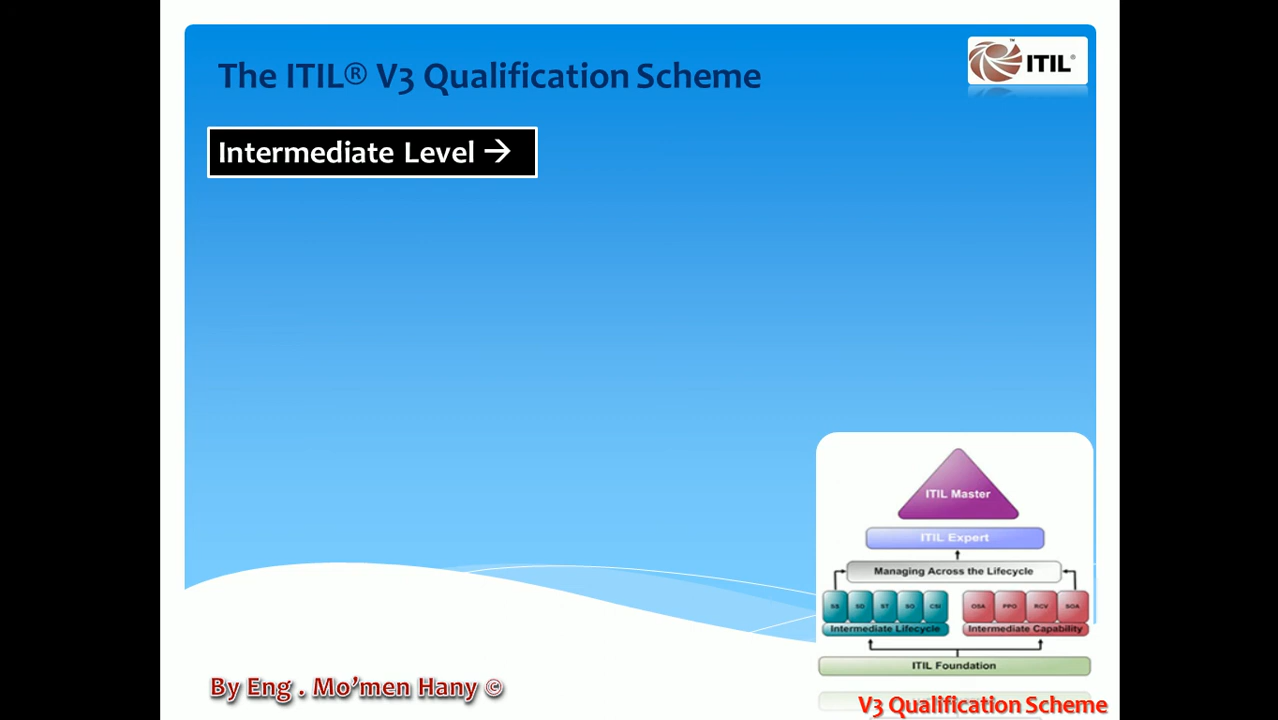 The ITIL® V3 Qualification Scheme
™
ITIL®
Intermediate Level →
ITIL Master
ITIL Expert
Managing Across the Lifecycle
SS SD ST SO CSI OSA PPO RCV SOA
Intermediate Lifecycle Intermediate Capability
ITIL Foundation
By Eng . Mo’men Hany ©
V3 Qualification Scheme